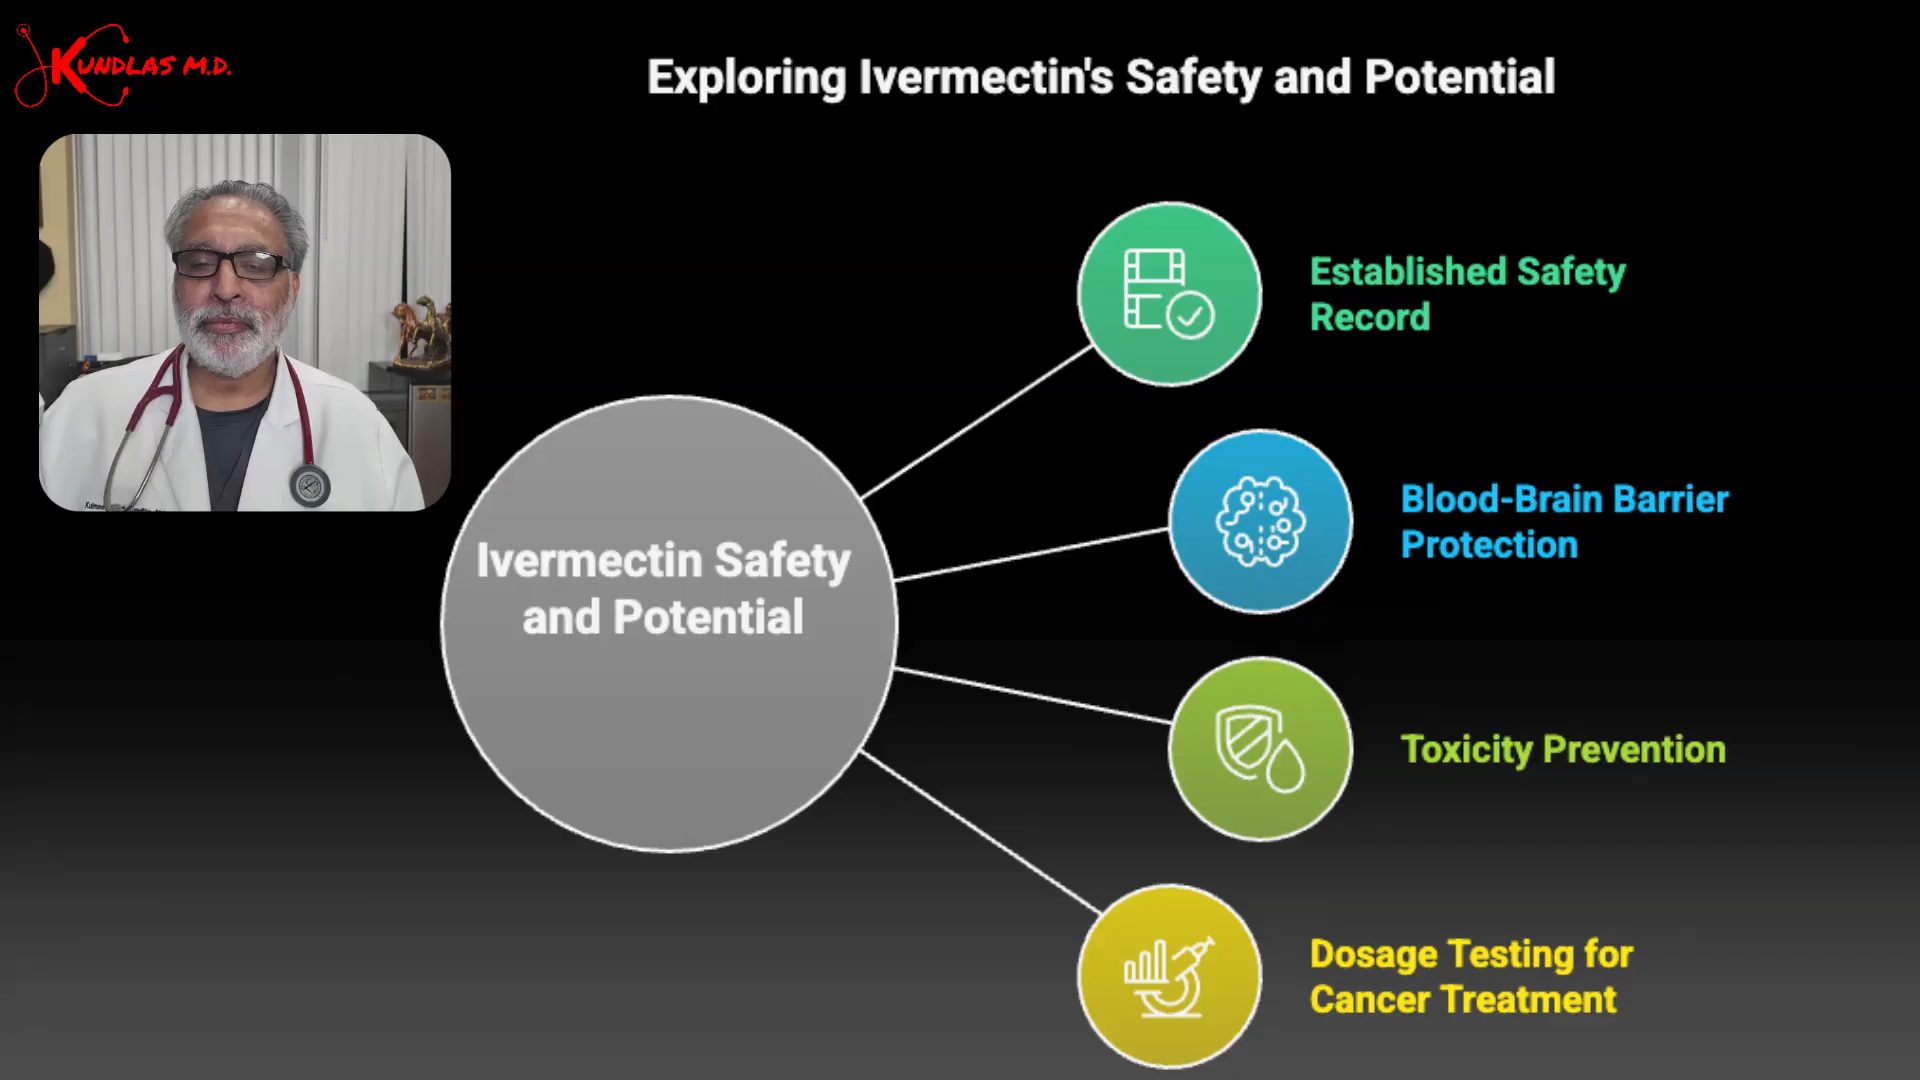 KUNDLAS M.D.
Exploring Ivermectin's Safety and Potential
Established Safety
Record
Blood-Brain Barrier
Protection
Ivermectin Safety
and Potential
Toxicity Prevention
Dosage Testing for
Cancer Treatment